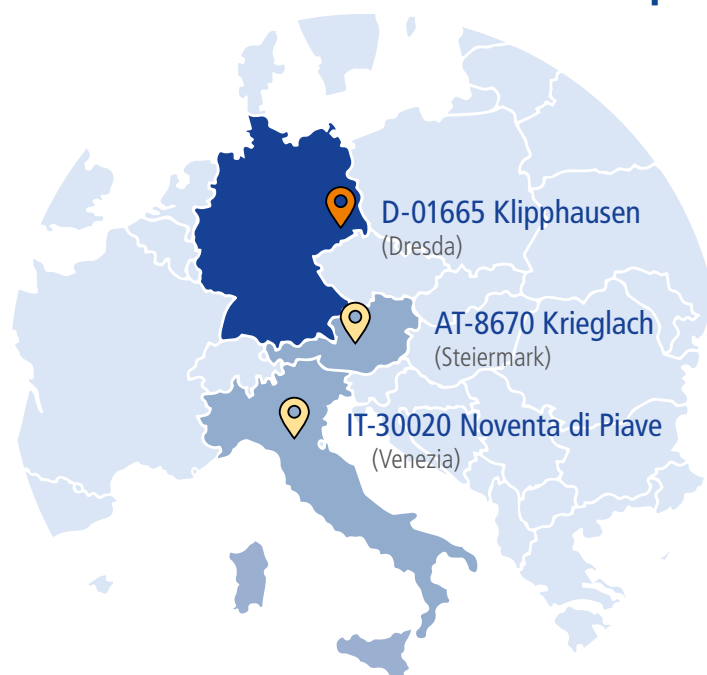 D-01665 Klipphausen
(Dresda)
AT-8670 Krieglach
(Steiermark)
IT-30020 Noventa di Piave
(Venezia)